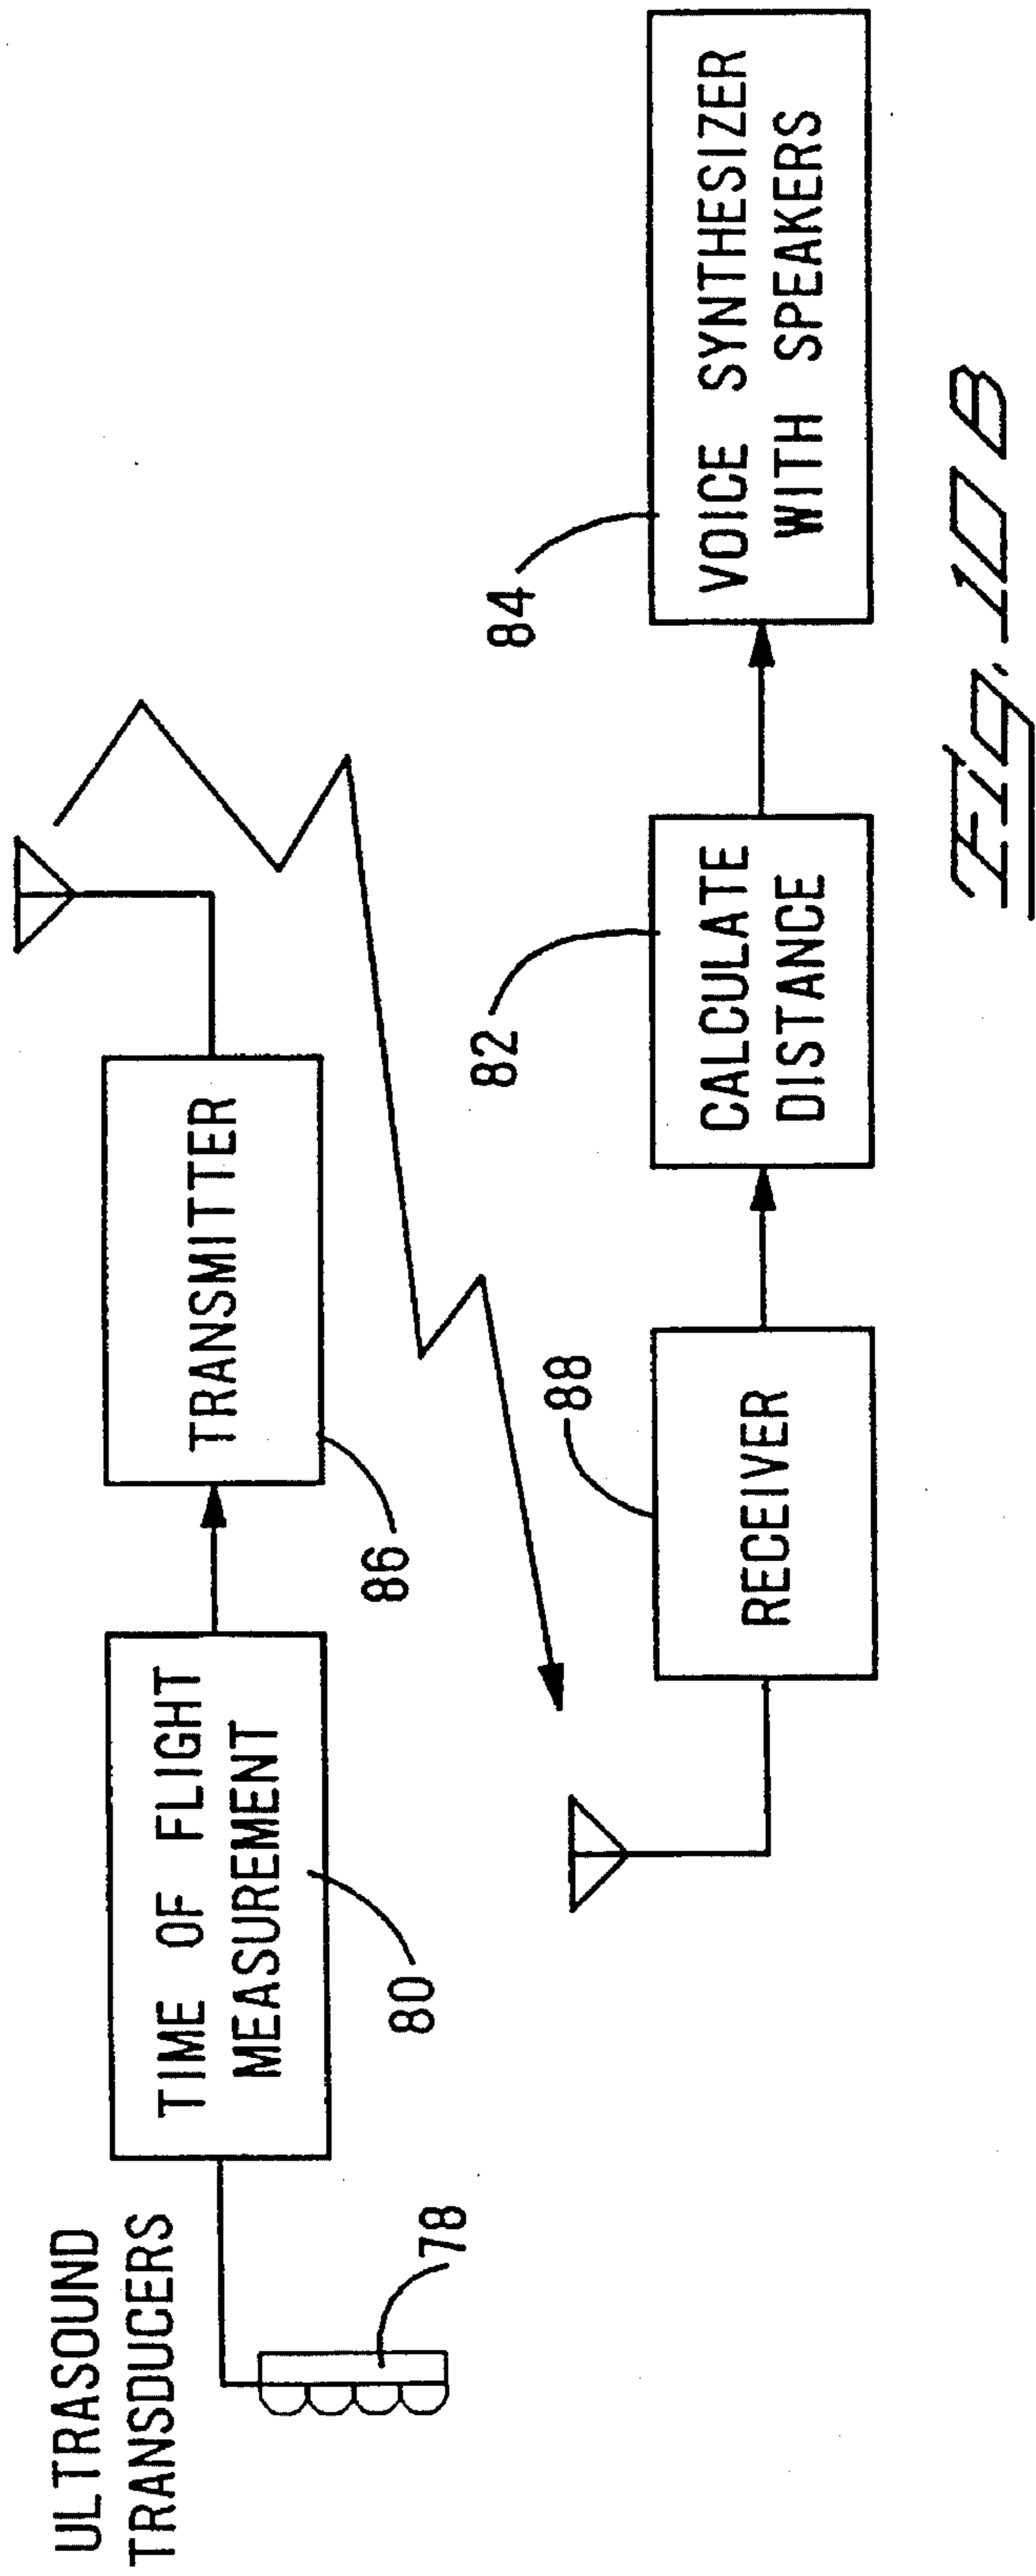 ULTRASOUND
TRANSDUCERS
78
TIME OF FLIGHT
MEASUREMENT
80
TRANSMITTER
86
RECEIVER
88
CALCULATE
DISTANCE
82
VOICE SYNTHESIZER
WITH SPEAKERS
84
Fig. 10 B